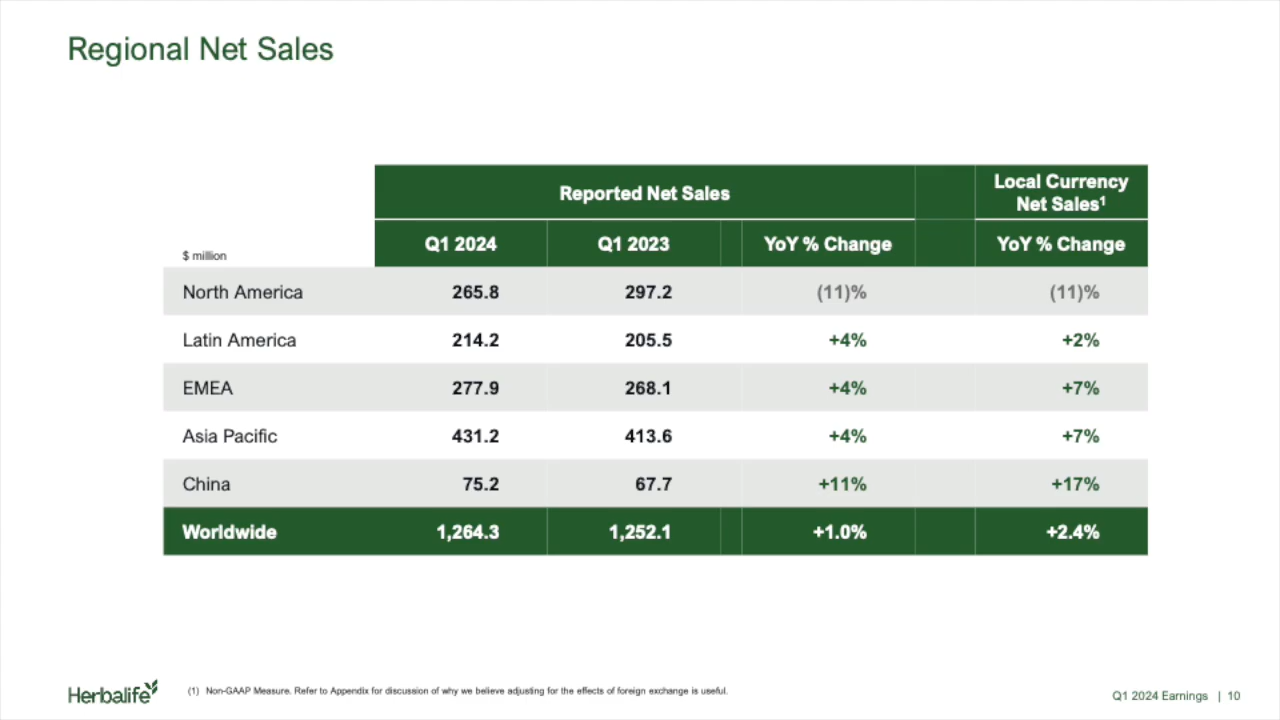 Regional Net Sales
Reported Net Sales
Local Currency
Net Sales¹
$ million
Q1 2024 Q1 2023 YoY % Change YoY % Change
North America 265.8 297.2 (11)% (11)%
Latin America 214.2 205.5 +4% +2%
EMEA 277.9 268.1 +4% +7%
Asia Pacific 431.2 413.6 +4% +7%
China 75.2 67.7 +11% +17%
Worldwide 1,264.3 1,252.1 +1.0% +2.4%
Herbalife
(1) Non-GAAP Measure. Refer to Appendix for discussion of why we believe adjusting for the effects of foreign exchange is useful.
Q1 2024 Earnings | 10